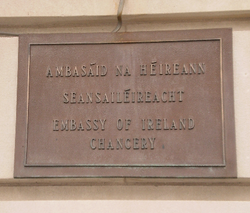 AMBASÁID NA HÉIREANN
SEANSAILÉIREACHT
EMBASSY OF IRELAND
CHANCERY